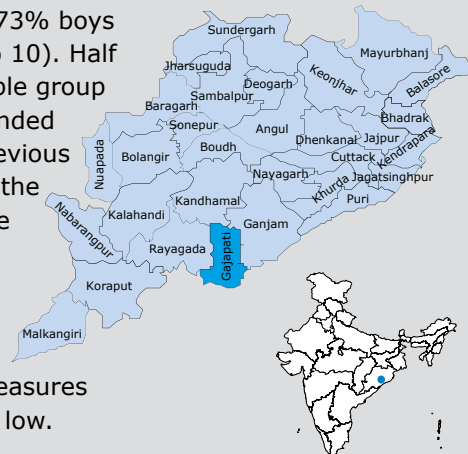 73% boys
10). Half
ble group
nded
evious
the
e
easures
low.
Sundergarh
Mayurbhanj
Jharsuguda
Keonjhar
Balasore
Deogarh
Sambalpur
Baragarh
Bhadrak
Sonepur
Angul
Dhenkanal
Jajpur
Kendrapara
Boudh
Cuttack
Nuapada
Bolangir
Nayagarh
Khurda
Jagatsinghpur
Puri
Kandhamal
Kalahandi
Ganjam
Nabarangpur
Rayagada
Gajapati
Koraput
Malkangiri